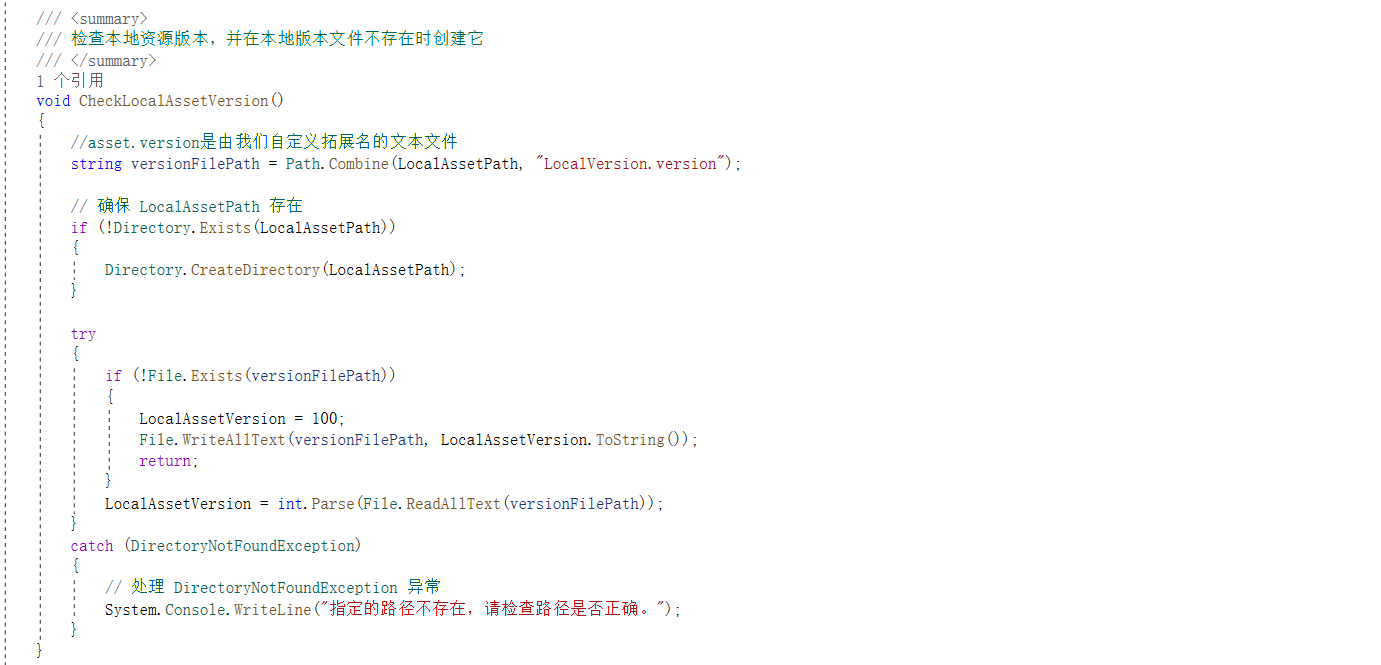 /// <summary>
/// 检查本地资源版本，并在本地版本文件不存在时创建它
/// </summary>
1 个引用
void CheckLocalAssetVersion()
{
//asset.version是由我们自定义拓展名的文本文件
string versionFilePath = Path.Combine(LocalAssetPath, "LocalVersion.version");
// 确保 LocalAssetPath 存在
if (!Directory.Exists(LocalAssetPath))
{
Directory.CreateDirectory(LocalAssetPath);
}
try
{
if (!File.Exists(versionFilePath))
{
LocalAssetVersion = 100;
File.WriteAllText(versionFilePath, LocalAssetVersion.ToString());
return;
}
LocalAssetVersion = int.Parse(File.ReadAllText(versionFilePath));
}
catch (DirectoryNotFoundException)
{
// 处理 DirectoryNotFoundException 异常
System.Console.WriteLine("指定的路径不存在，请检查路径是否正确。");
}
}